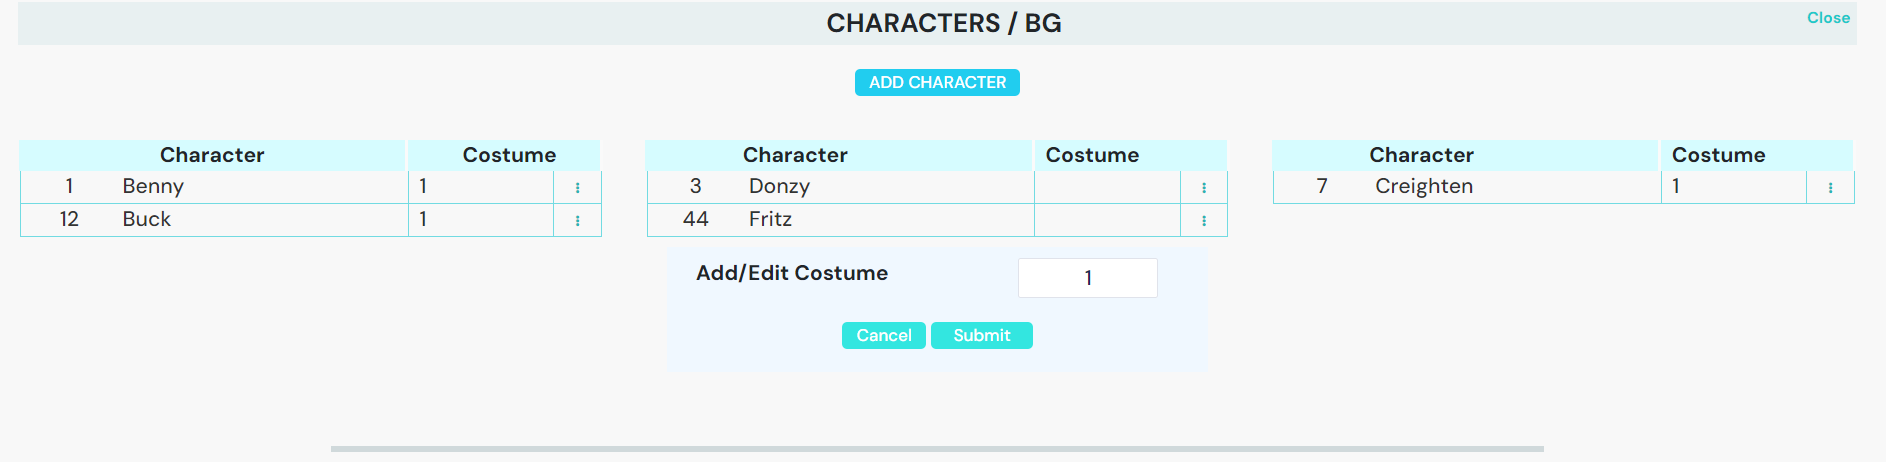 CHARACTERS / BG
Close
ADD CHARACTER
Character Costume Character Costume Character Costume
1 Benny 1 3 Donzy 7 Creighten 1
12 Buck 1 44 Fritz
Add/Edit Costume 1
Cancel Submit